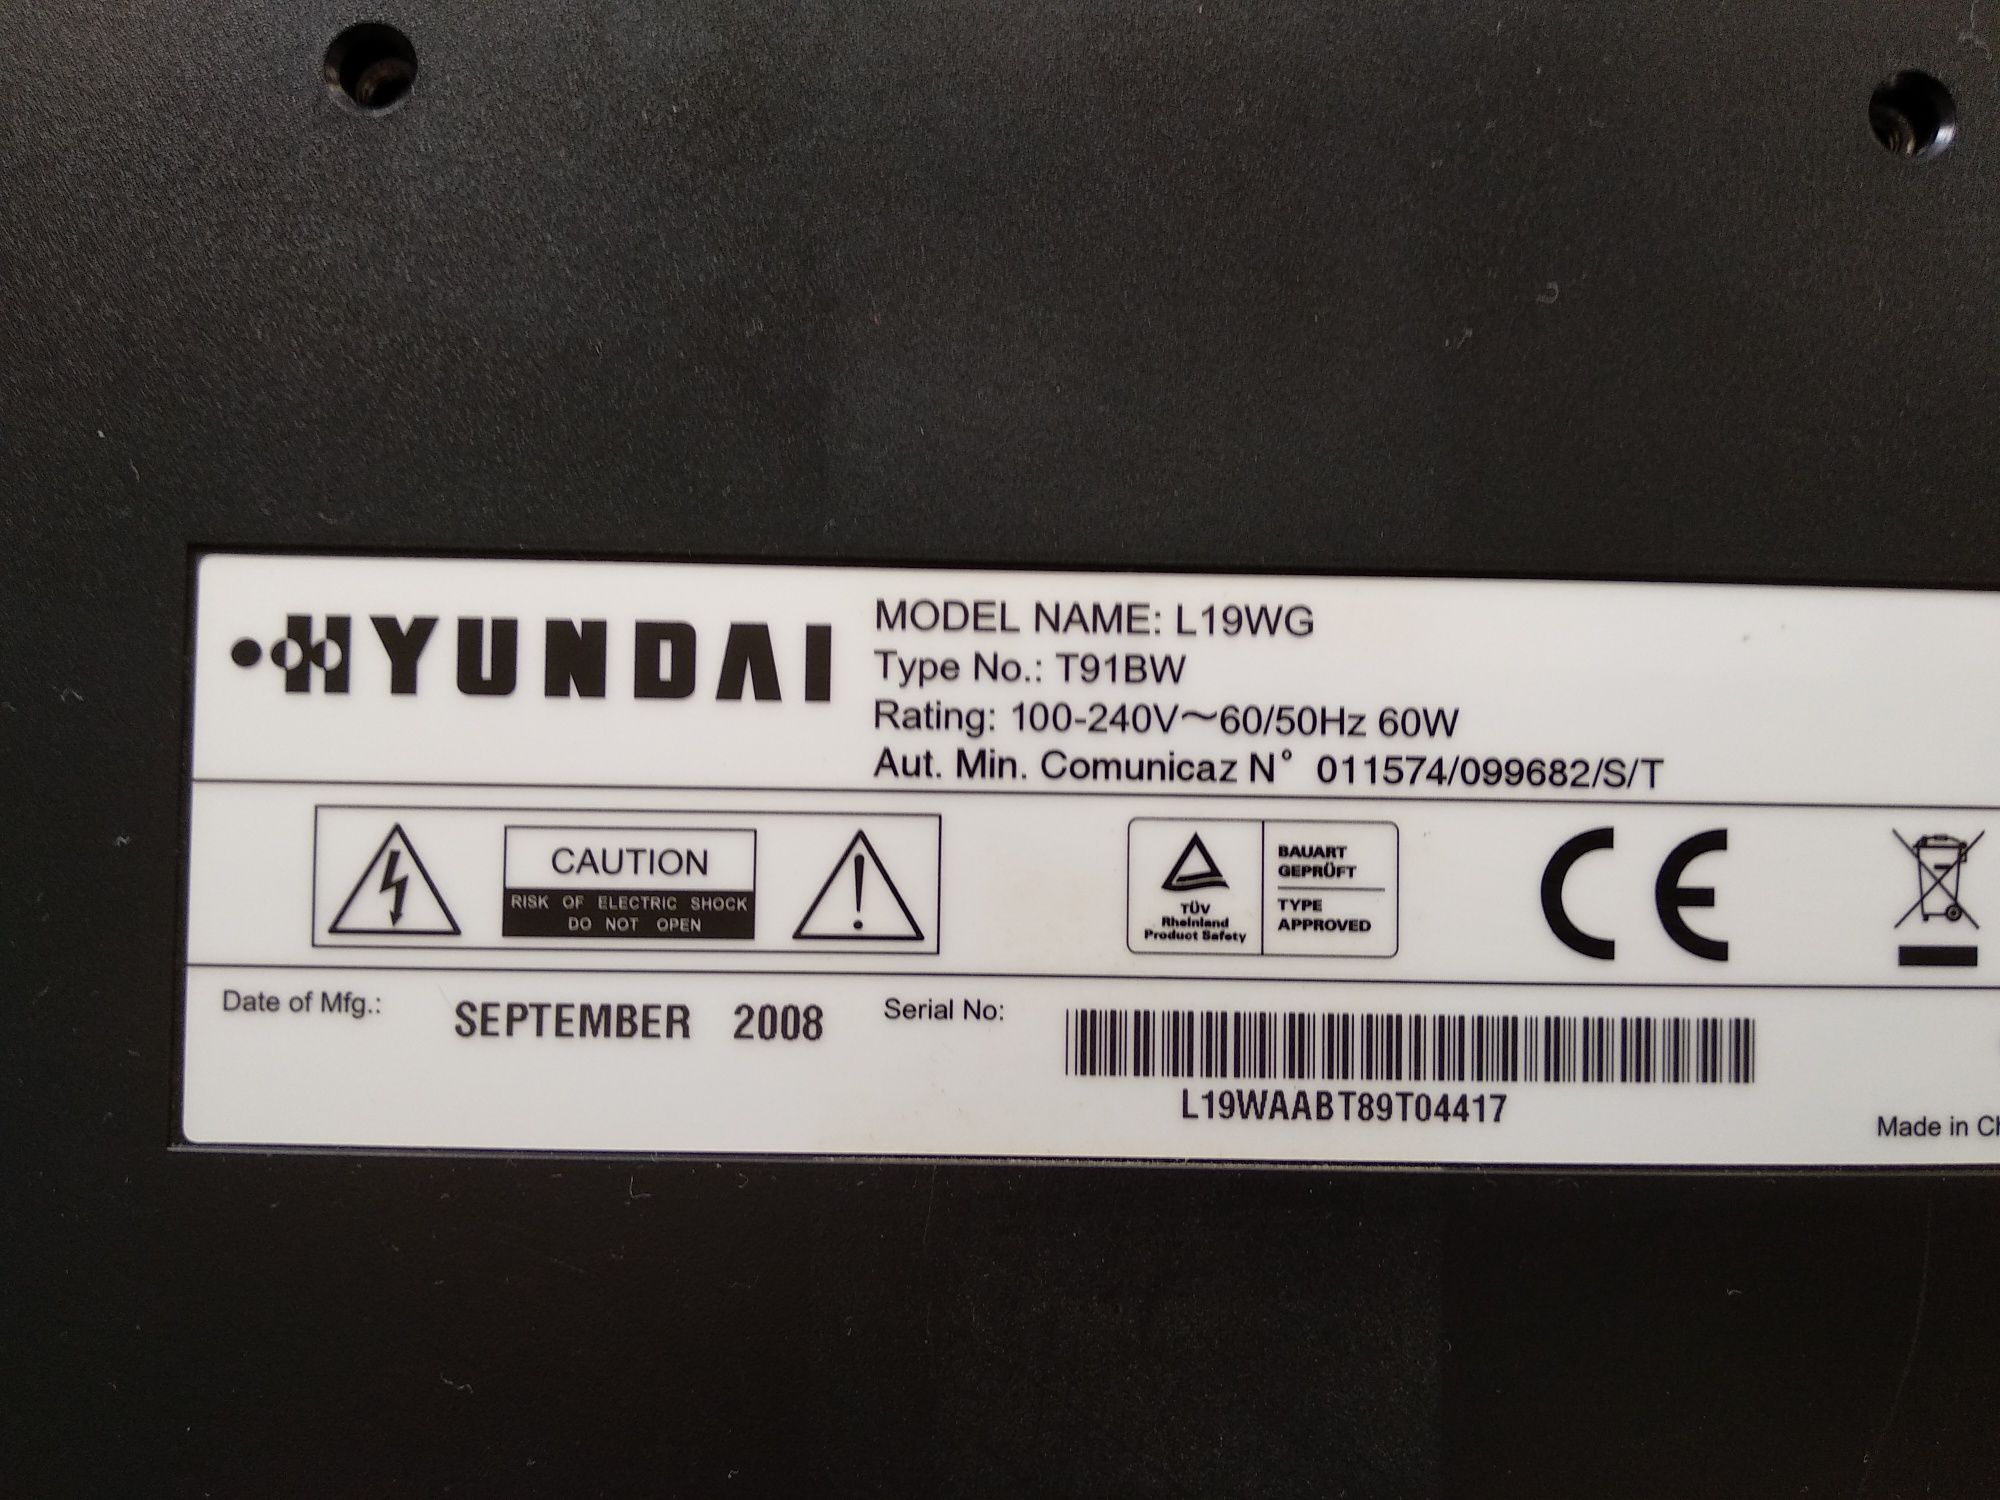 HYUNDAI
MODEL NAME: L19WG
Type No.: T91BW
Rating: 100-240V～60/50Hz 60W
Aut. Min. Comunicaz N° 011574/099682/S/T
CAUTION
RISK OF ELECTRIC SHOCK
DO NOT OPEN
TÜV
Rheinland
Product Safety
BAUART
GEPRÜFT
TYPE
APPROVED
CE
Date of Mfg.: SEPTEMBER 2008
Serial No:
L19WAABT89T04417
Made in